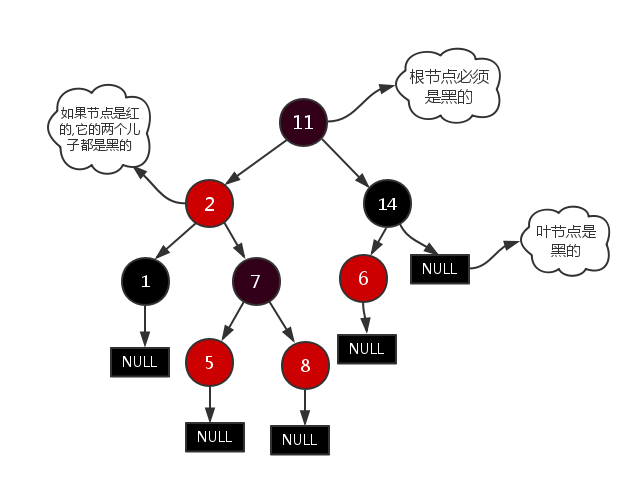 根节点必须
是黑的
如果节点是红
的,它的两个儿
子都是黑的
11
2
14
叶节点是
黑的
1
7
6
NULL
NULL
5
8
NULL
NULL
NULL